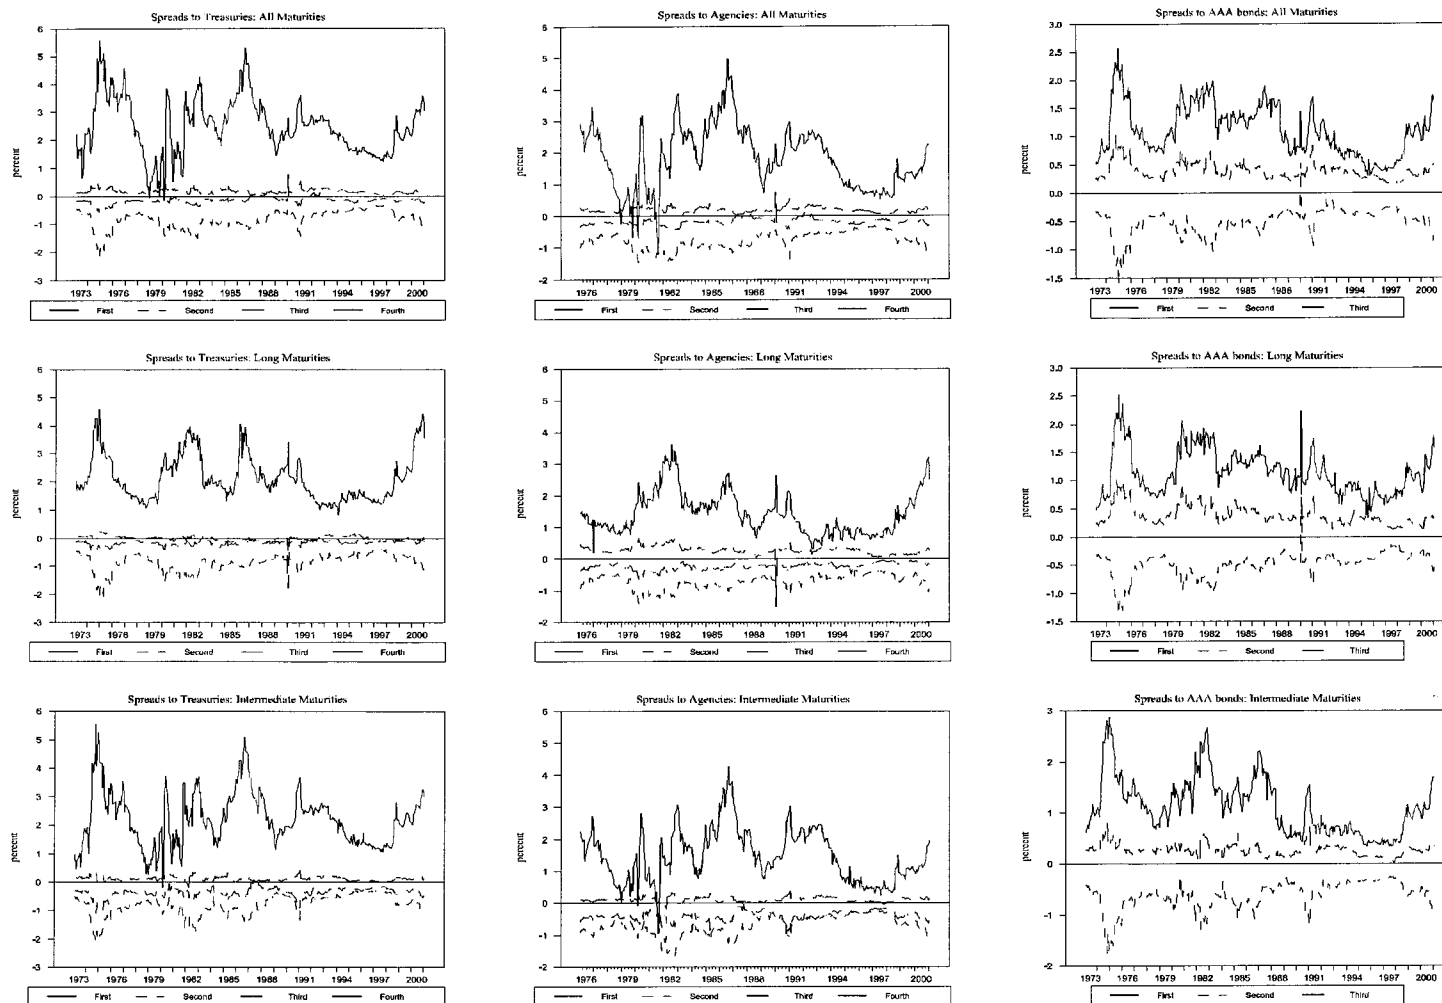 Spreads to Treasuries: All Maturities
6
5
4
3
2
1
0
-1
-2
-3
percent
1973 1976 1979 1982 1985 1988 1991 1994 1997 2000
First Second Third Fourth
Spreads to Agencies: All Maturities
6
5
4
3
2
1
0
-1
-2
1976 1979 1962 1985 1968 1991 1994 1997 2000
First Second Third Fourth
Spreads to AAA bonds: All Maturities
3.0
2.5
2.0
1.5
1.0
0.5
0.0
-0.5
-1.0
-1.5
percent
1973 1976 1979 1982 1985 1988 1991 1994 1997 2000
First Second Third
Spreads to Treasuries: Long Maturities
6
5
4
3
2
1
0
-1
-2
-3
percent
1973 1976 1979 1982 1985 1988 1991 1994 1997 2000
First Second Third Fourth
Spreads to Agencies: Long Maturities
6
5
4
3
2
1
0
-1
-2
percent
1976 1979 1982 1985 1988 1991 1994 1997 2000
First Second Third Fourth
Spreads to AAA bonds: Long Maturities
3.0
2.5
2.0
1.5
1.0
0.5
0.0
-0.5
-1.0
-1.5
percent
1973 1976 1979 1982 1985 1988 1991 1994 1997 2000
First Second Third
Spreads to Treasuries: Intermediate Maturities
6
5
4
3
2
1
0
-1
-2
-3
percent
1973 1976 1979 1982 1985 1988 1991 1994 1997 2000
First Second Third Fourth
Spreads to Agencies: Intermediate Maturities
6
5
4
3
2
1
0
-1
-2
percent
1976 1979 1982 1985 1988 1991 1994 1997 2000
First Second Third Fourth
Spreads to AAA bonds: Intermediate Maturities
3
2
1
0
-1
-2
percent
1973 1976 1979 1982 1985 1988 1991 1994 1997 2000
First Second Third